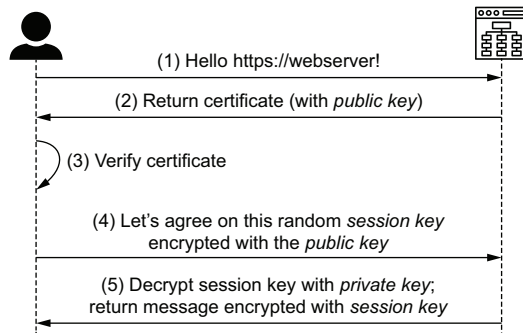 (1) Hello https://webserver!
(2) Return certificate (with public key)
(3) Verify certificate
(4) Let's agree on this random session key
encrypted with the public key
(5) Decrypt session key with private key;
return message encrypted with session key